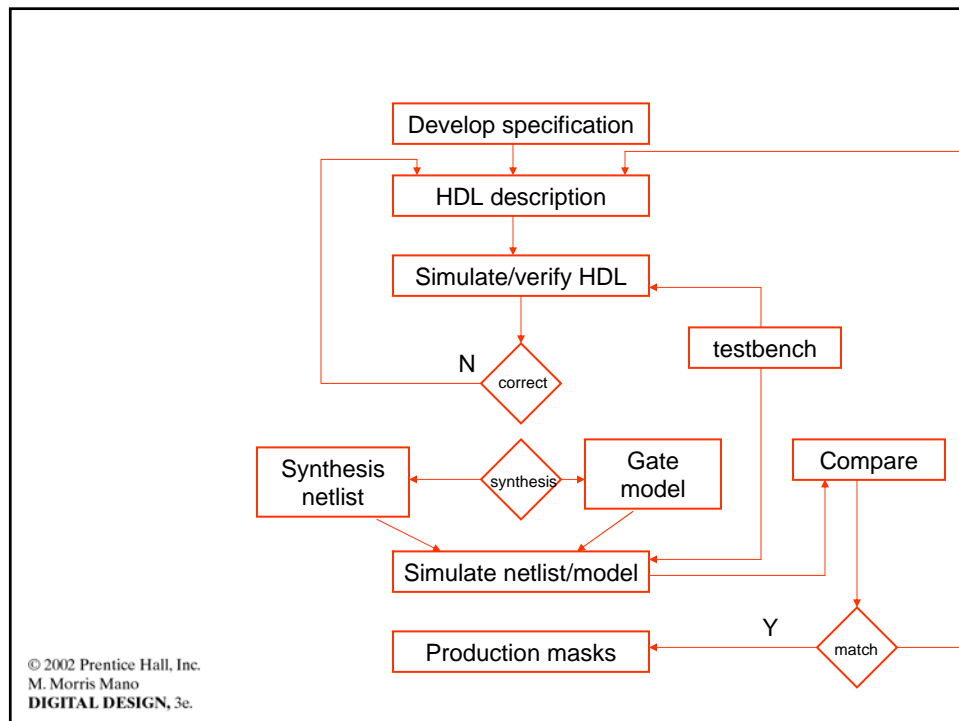 Develop specification
HDL description
Simulate/verify HDL
testbench
N
correct
Synthesis
netlist
synthesis
Gate
model
Compare
Simulate netlist/model
Y
match
Production masks
© 2002 Prentice Hall, Inc.
M. Morris Mano
DIGITAL DESIGN, 3e.